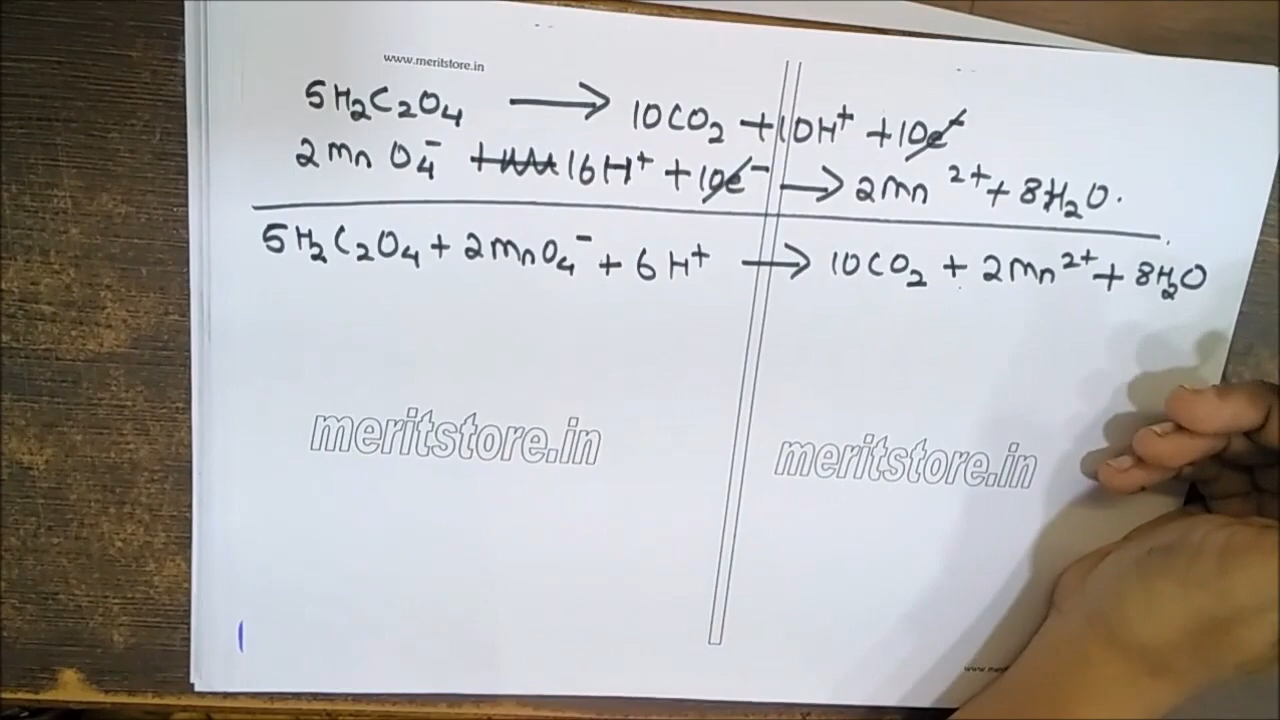 www.meritstore.in
5H₂C₂O₄ ⟶ 10CO₂ + 10H⁺ + 10e⁻
2mnO₄⁻ + 16H⁺ + 10e⁻ ⟶ 2Mn²⁺ + 8H₂O.
5H₂C₂O₄ + 2MnO₄⁻ + 6H⁺ ⟶ 10CO₂ + 2Mn²⁺ + 8H₂O
meritstore.in meritstore.in